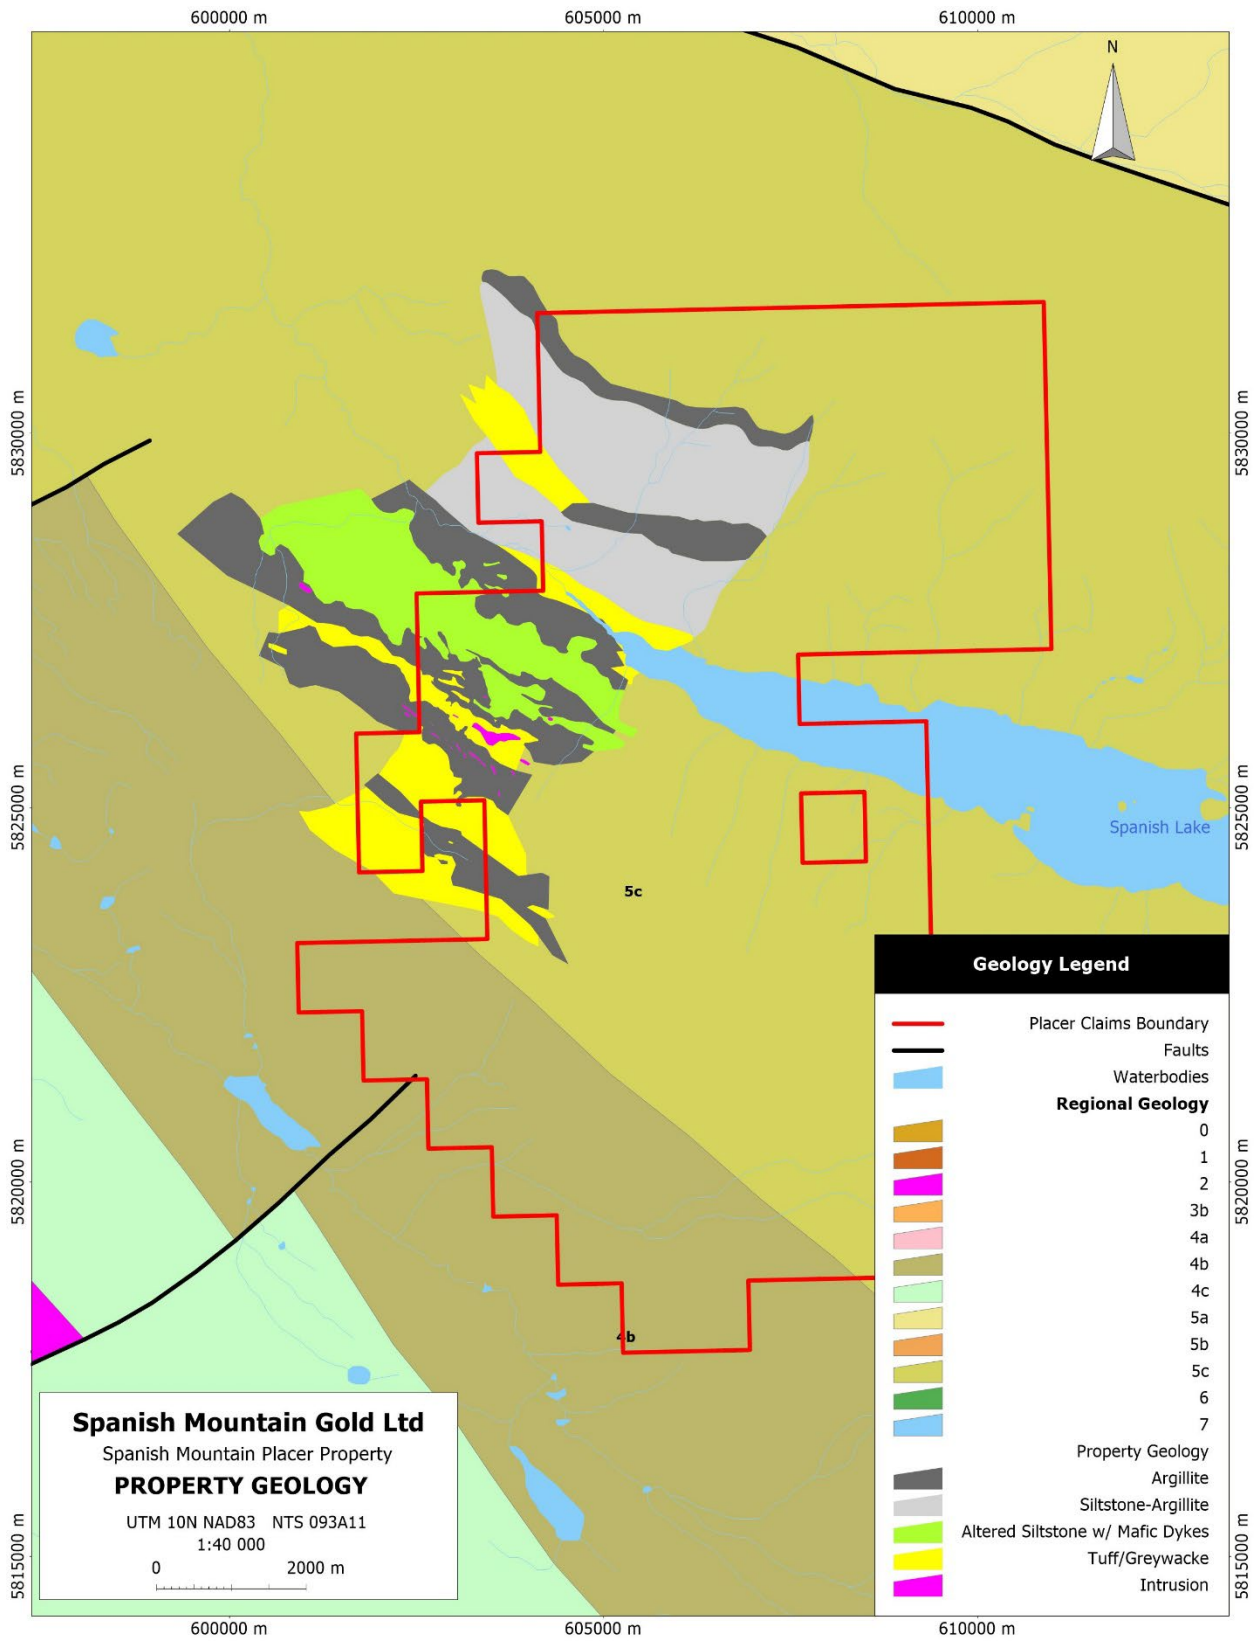 600000 m
605000 m
610000 m
N
5830000 m
5830000 m
5825000 m
5825000 m
Spanish Lake
5c
5820000 m
5820000 m
4b
5815000 m
5815000 m
Geology Legend
Placer Claims Boundary
Faults
Waterbodies
Regional Geology
0
1
2
3b
4a
4b
4c
5a
5b
5c
6
7
Property Geology
Argillite
Siltstone-Argillite
Altered Siltstone w/ Mafic Dykes
Tuff/Greywacke
Intrusion
Spanish Mountain Gold Ltd
Spanish Mountain Placer Property
PROPERTY GEOLOGY
UTM 10N NAD83 NTS 093A11
1:40 000
0 2000 m
600000 m
605000 m
610000 m